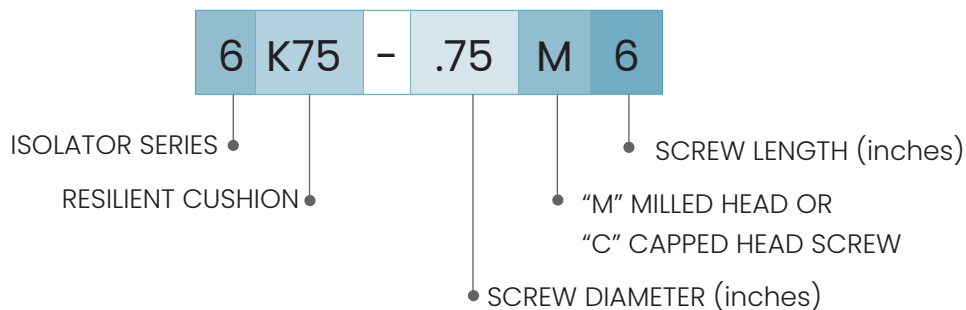 6 K75 - .75 M 6
ISOLATOR SERIES
SCREW LENGTH (inches)
RESILIENT CUSHION
“M” MILLED HEAD OR
“C” CAPPED HEAD SCREW
SCREW DIAMETER (inches)